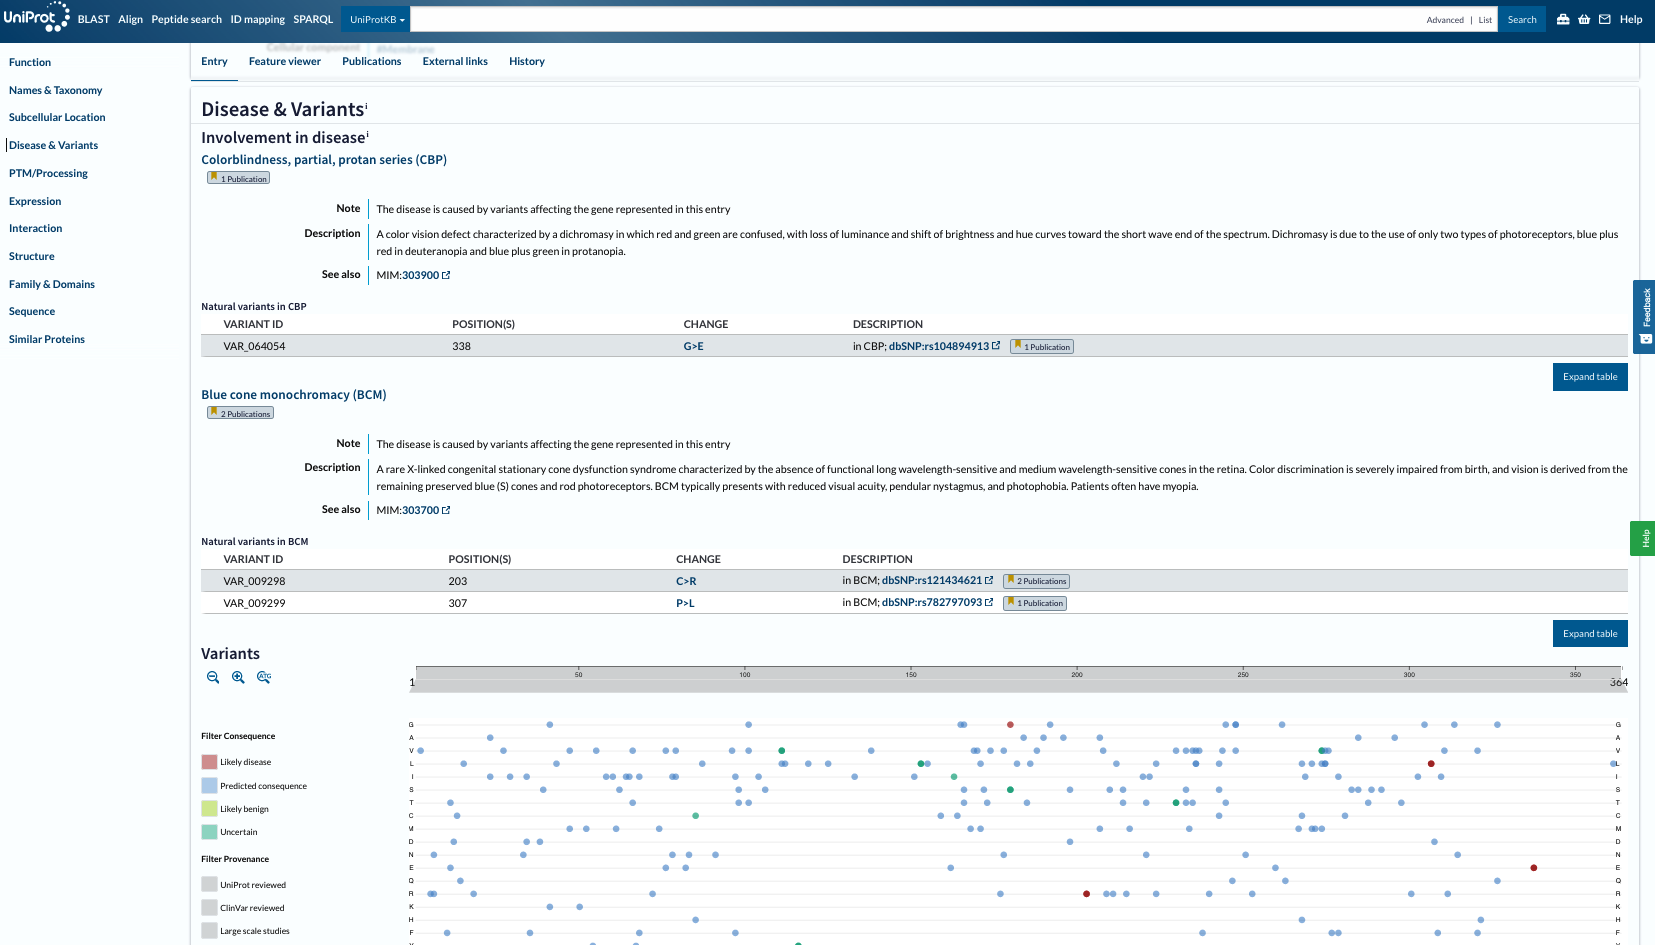 UniProt BLAST Align Peptide search ID mapping SPARQL UniProtKB Advanced | List Search Help
Cellular component #Membrane
Entry Feature viewer Publications External links History
Function
Names & Taxonomy
Subcellular Location
Disease & Variants
PTM/Processing
Expression
Interaction
Structure
Family & Domains
Sequence
Similar Proteins
Disease & Variants i
Involvement in disease i
Colorblindness, partial, protan series (CBP)
1 Publication
Note The disease is caused by variants affecting the gene represented in this entry
Description A color vision defect characterized by a dichromasy in which red and green are confused, with loss of luminance and shift of brightness and hue curves toward the short wave end of the spectrum. Dichromasy is due to the use of only two types of photoreceptors, blue plus
red in deuteranopia and blue plus green in protanopia.
See also MIM:303900
Natural variants in CBP
VARIANT ID POSITION(S) CHANGE DESCRIPTION
VAR_064054 338 G>E in CBP; dbSNP:rs104894913 1 Publication
Expand table
Blue cone monochromacy (BCM)
2 Publications
Note The disease is caused by variants affecting the gene represented in this entry
Description A rare X-linked congenital stationary cone dysfunction syndrome characterized by the absence of functional long wavelength-sensitive and medium wavelength-sensitive cones in the retina. Color discrimination is severely impaired from birth, and vision is derived from the
remaining preserved blue (S) cones and rod photoreceptors. BCM typically presents with reduced visual acuity, pendular nystagmus, and photophobia. Patients often have myopia.
See also MIM:303700
Natural variants in BCM
VARIANT ID POSITION(S) CHANGE DESCRIPTION
VAR_009298 203 C>R in BCM; dbSNP:rs121434621 2 Publications
VAR_009299 307 P>L in BCM; dbSNP:rs782797093 1 Publication
Expand table
Variants
ATG
1 50 100 150 200 250 300 350 364
Filter Consequence
Likely disease
Predicted consequence
Likely benign
Uncertain
Filter Provenance
UniProt reviewed
ClinVar reviewed
Large scale studies
G G
A A
V V
L L
I I
S S
T T
C C
M M
D D
N N
E E
Q Q
R R
K K
H H
F F
Feedback
Help